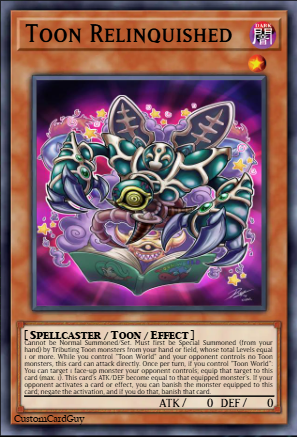 Toon Relinquished
DARK
闇
[ Spellcaster / Toon / Effect ]
Cannot be Normal Summoned/Set. Must first be Special Summoned (from your
hand) by Tributing Toon monsters from your hand or field, whose total Levels equal
1 or more. While you control "Toon World" and your opponent controls no Toon
monsters, this card can attack directly. Once per turn, if you control "Toon World":
You can target 1 face-up monster your opponent controls; equip that target to this
card (max. 1). This card's ATK/DEF become equal to that equipped monster's. If your
opponent activates a card or effect, you can banish the monster equipped to this
card; negate the activation, and if you do, banish that card.
ATK / 0 DEF / 0
CustomCardGuy